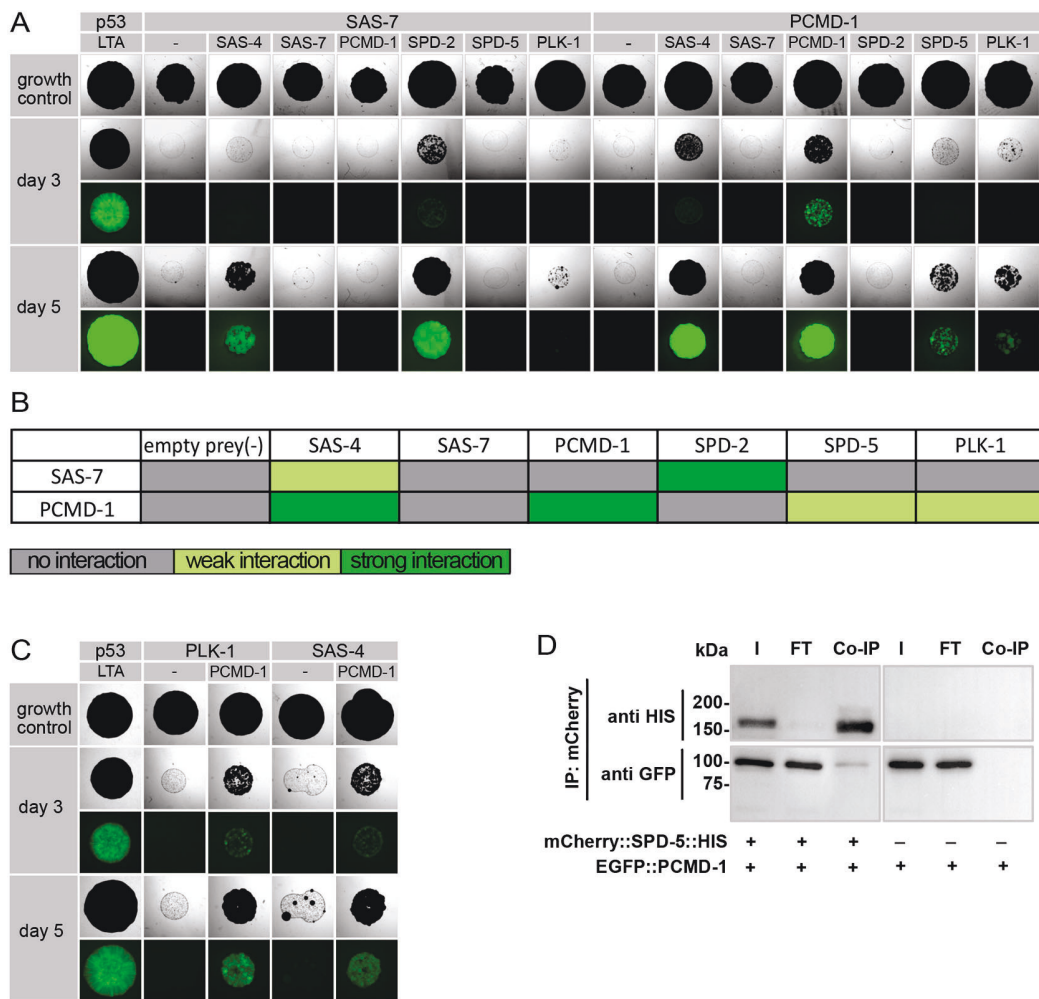 A
p53 SAS-7 PCMD-1
LTA - SAS-4 SAS-7 PCMD-1 SPD-2 SPD-5 PLK-1 - SAS-4 SAS-7 PCMD-1 SPD-2 SPD-5 PLK-1
growth
control
day 3
day 5
B
empty prey(-) SAS-4 SAS-7 PCMD-1 SPD-2 SPD-5 PLK-1
SAS-7
PCMD-1
no interaction weak interaction strong interaction
C
p53 PLK-1 SAS-4
LTA - PCMD-1 - PCMD-1
growth
control
day 3
day 5
D
kDa I FT Co-IP I FT Co-IP
IP: mCherry
anti HIS
200-
150-
anti GFP
100-
75-
mCherry::SPD-5::HIS + + + – – –
EGFP::PCMD-1 + + + + + +